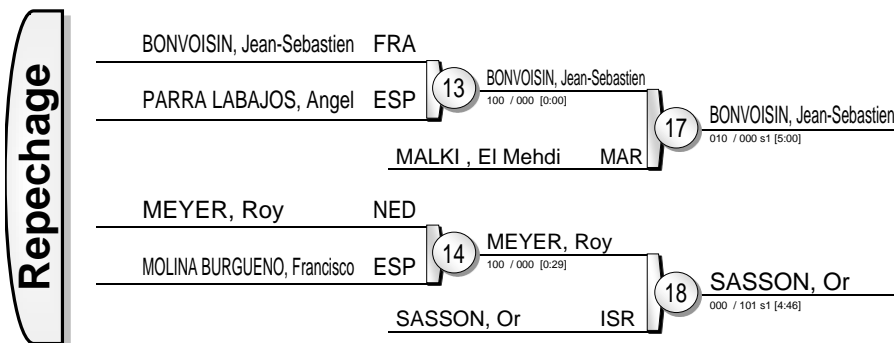 Repechage
BONVOISIN, Jean-Sebastien FRA
PARRA LABAJOS, Angel ESP
13
BONVOISIN, Jean-Sebastien
100 / 000 [0:00]
MALKI , El Mehdi MAR
17
BONVOISIN, Jean-Sebastien
010 / 000 s1 [5:00]
MEYER, Roy NED
MOLINA BURGUENO, Francisco ESP
14
MEYER, Roy
100 / 000 [0:29]
SASSON, Or ISR
18
SASSON, Or
000 / 101 s1 [4:46]